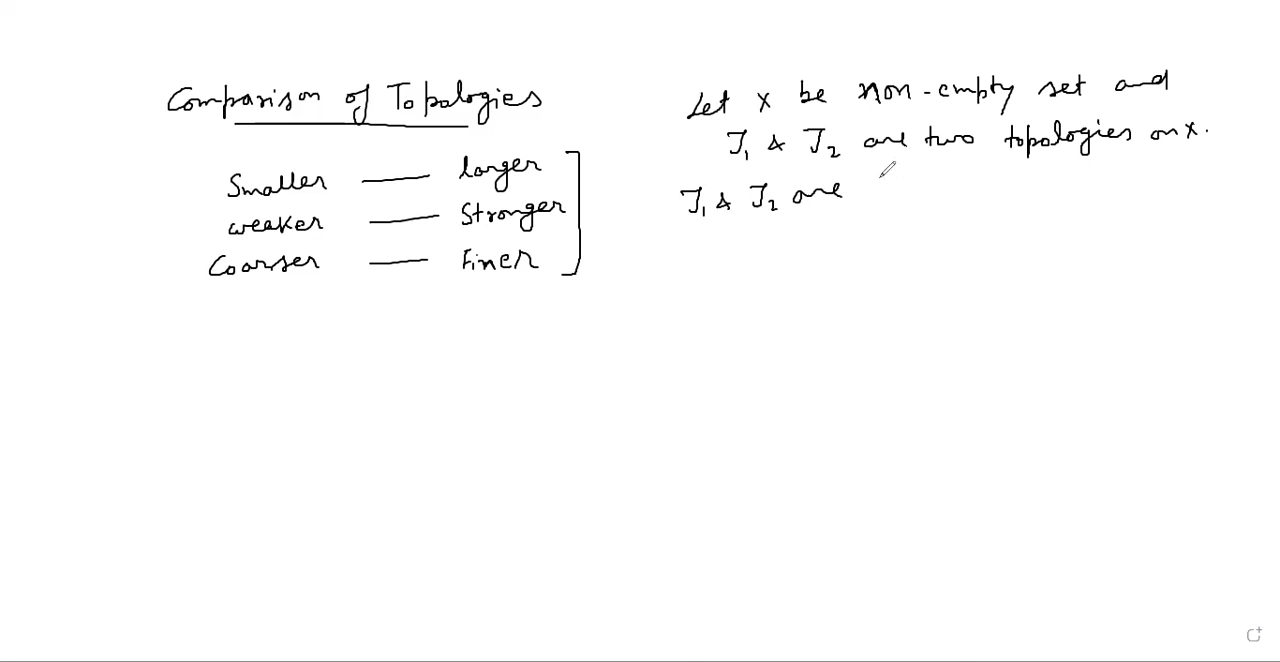 Comparison of Topologies
Smaller — larger
weaker — Stronger
Coarser — Finer
Let X be non-empty set and
T₁ & T₂ are two topologies on X.
T₁ & T₂ are